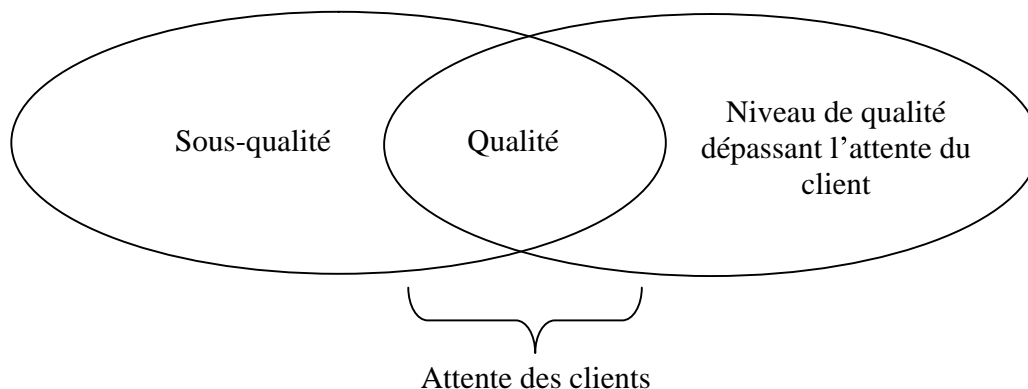 Sous-qualité
Qualité
Niveau de qualité
dépassant l’attente du
client
Attente des clients